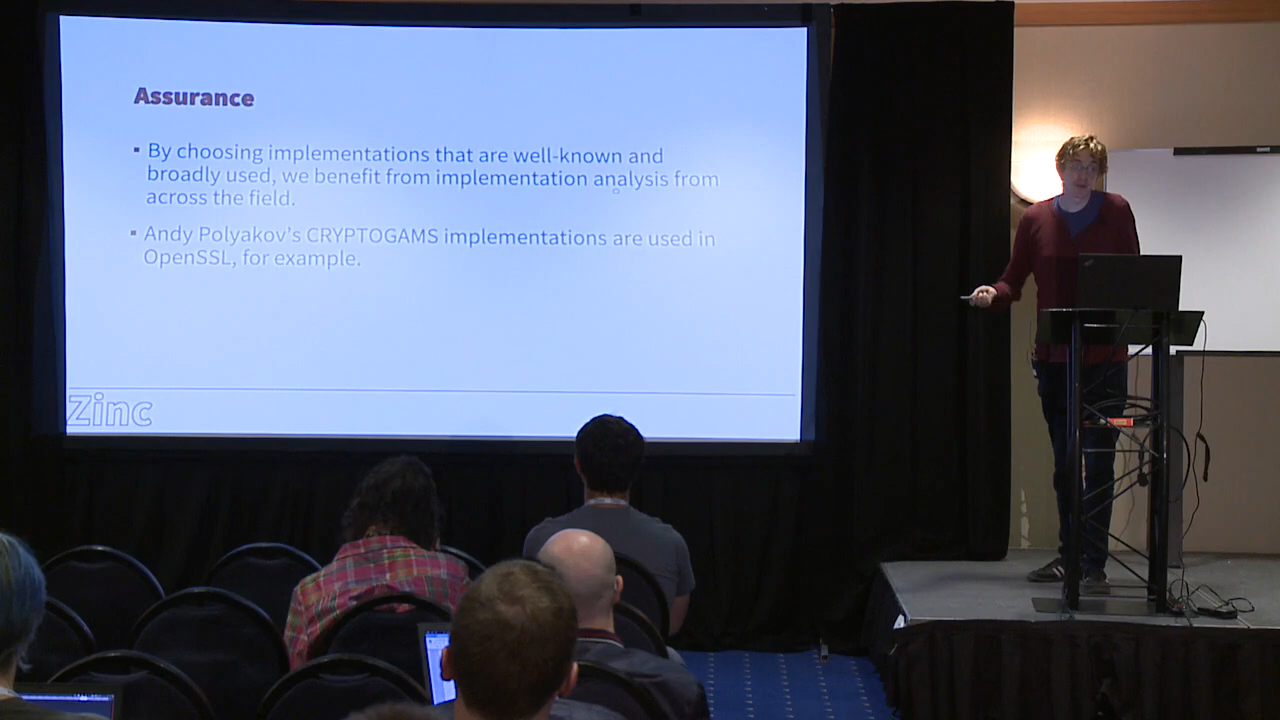 Assurance
▪ By choosing implementations that are well-known and
broadly used, we benefit from implementation analysis from
across the field.
▪ Andy Polyakov’s CRYPTOGAMS implementations are used in
OpenSSL, for example.
Zinc